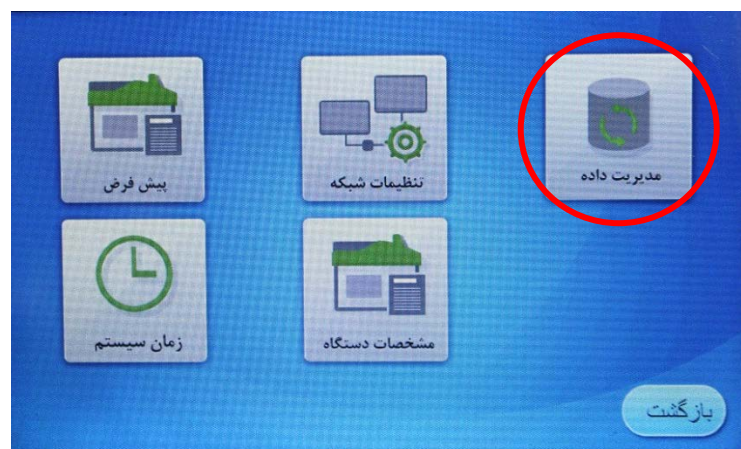 مدیریت داده
تنظیمات شبکه
پیش فرض
مشخصات دستگاه
زمان سیستم
بازگشت